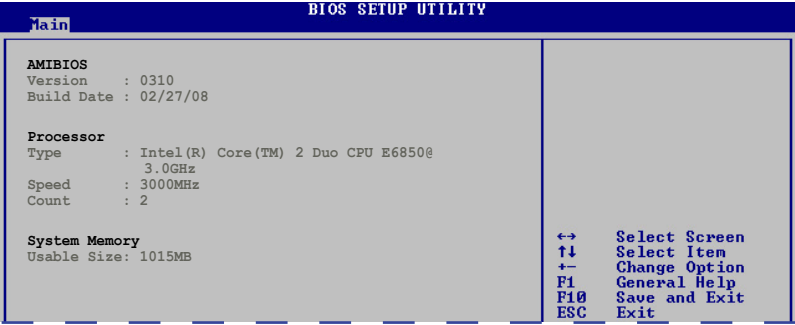 BIOS SETUP UTILITY
Main
AMIBIOS
Version : 0310
Build Date : 02/27/08
Processor
Type : Intel(R) Core(TM) 2 Duo CPU E6850@
3.0GHz
Speed : 3000MHz
Count : 2
System Memory
Usable Size: 1015MB
←→ Select Screen
↑↓ Select Item
+- Change Option
F1 General Help
F10 Save and Exit
ESC Exit